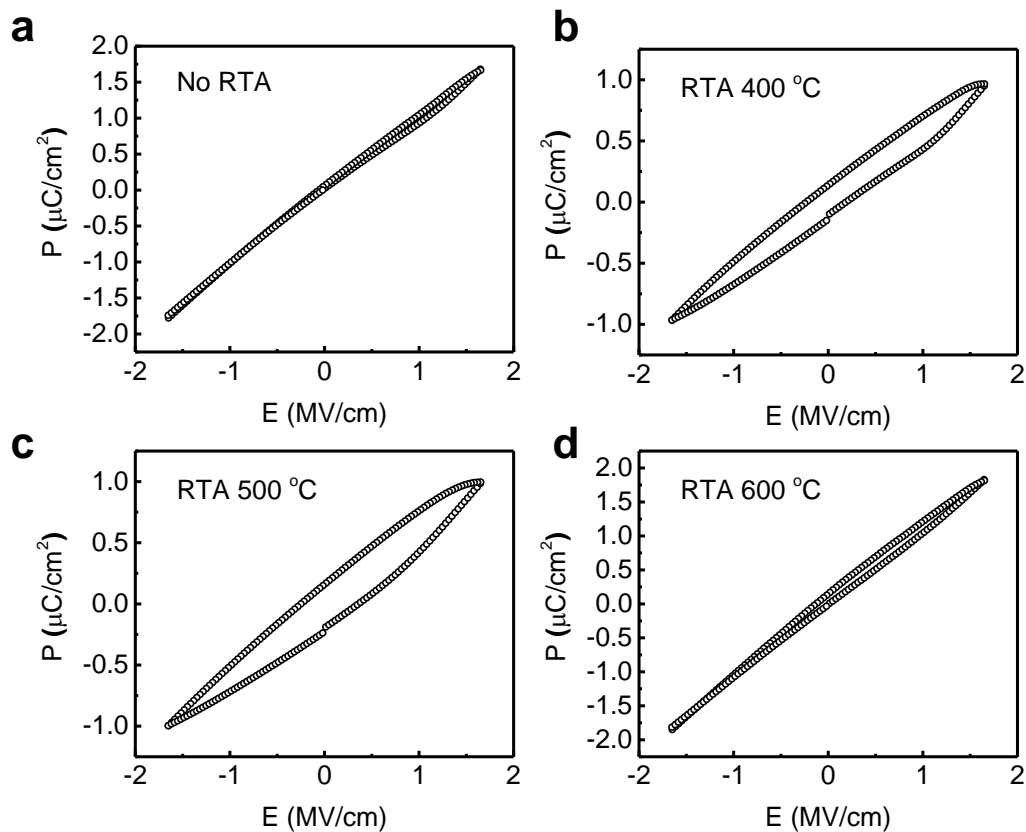 a
No RTA
2.0
1.5
1.0
0.5
0.0
-0.5
-1.0
-1.5
-2.0
P (μC/cm²)
-2 -1 0 1 2
E (MV/cm)
b
RTA 400 °C
1.0
0.5
0.0
-0.5
-1.0
P (μC/cm²)
-2 -1 0 1 2
E (MV/cm)
c
RTA 500 °C
1.0
0.5
0.0
-0.5
-1.0
P (μC/cm²)
-2 -1 0 1 2
E (MV/cm)
d
RTA 600 °C
2.0
1.5
1.0
0.5
0.0
-0.5
-1.0
-1.5
-2.0
P (μC/cm²)
-2 -1 0 1 2
E (MV/cm)